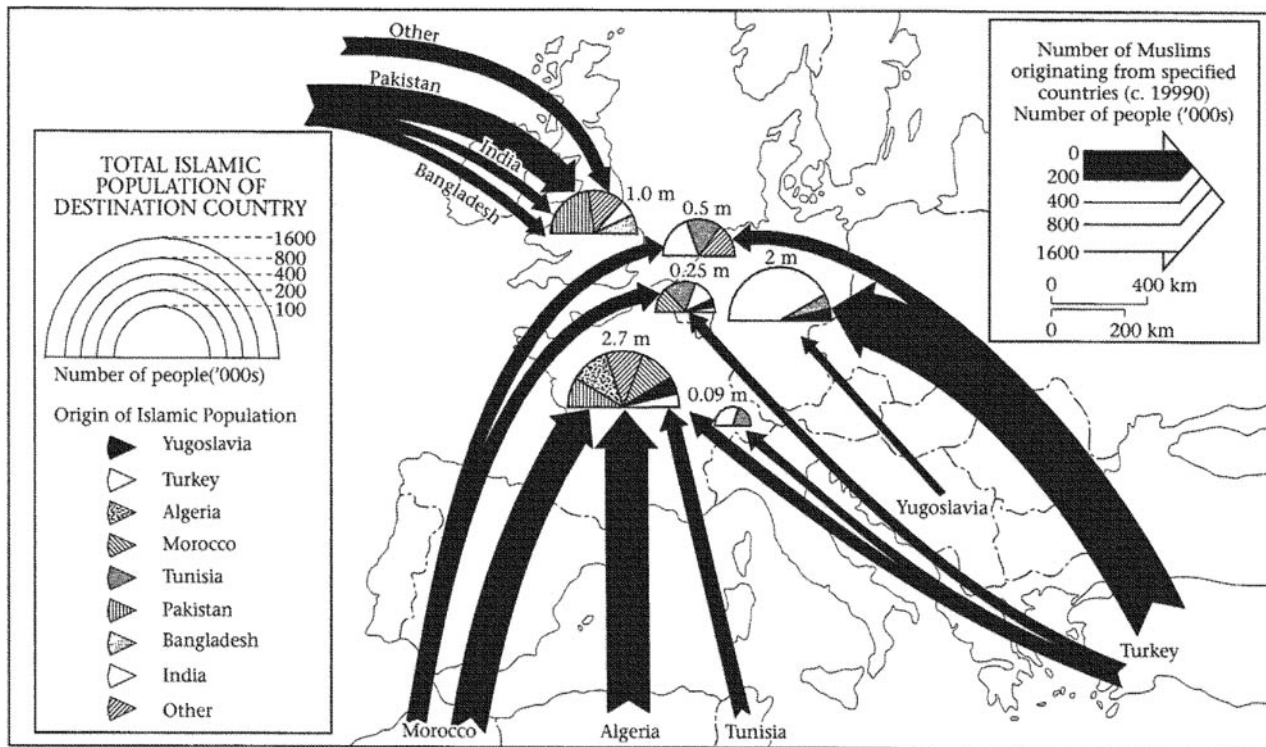 Other
Pakistan
India
Bangladesh
1.0 m
0.5 m
0.25 m
2 m
2.7 m
0.09 m
Yugoslavia
Turkey
Morocco
Algeria
Tunisia
TOTAL ISLAMIC
POPULATION OF
DESTINATION COUNTRY
1600
800
400
200
100
Number of people('000s)
Origin of Islamic Population
Yugoslavia
Turkey
Algeria
Morocco
Tunisia
Pakistan
Bangladesh
India
Other
Number of Muslims
originating from specified
countries (c. 19990)
Number of people ('000s)
0
200
400
800
1600
0 400 km
0 200 km